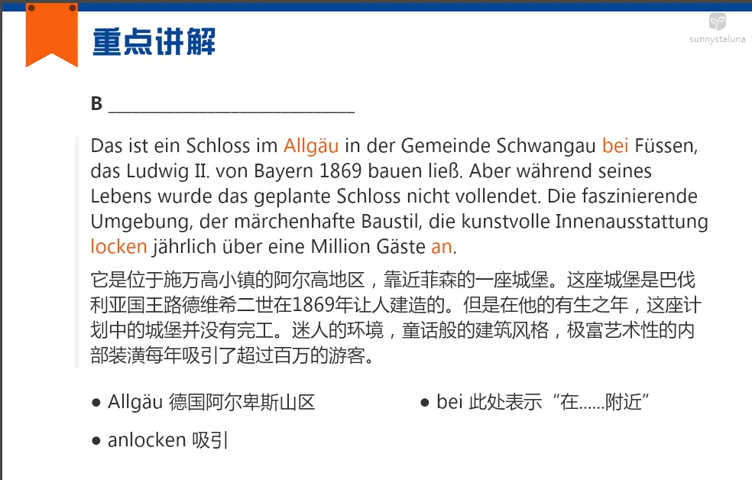 重点讲解
sunnystaluna
B ____________________________
Das ist ein Schloss im Allgäu in der Gemeinde Schwangau bei Füssen,
das Ludwig II. von Bayern 1869 bauen ließ. Aber während seines
Lebens wurde das geplante Schloss nicht vollendet. Die faszinierende
Umgebung, der märchenhafte Baustil, die kunstvolle Innenausstattung
locken jährlich über eine Million Gäste an.
它是位于施万高小镇的阿尔高地区，靠近菲森的一座城堡。这座城堡是巴伐
利亚国王路德维希二世在1869年让人建造的。但是在他的有生之年，这座计
划中的城堡并没有完工。迷人的环境，童话般的建筑风格，极富艺术性的内
部装潢每年吸引了超过百万的游客。
● Allgäu 德国阿尔卑斯山区
● bei 此处表示“在……附近”
● anlocken 吸引